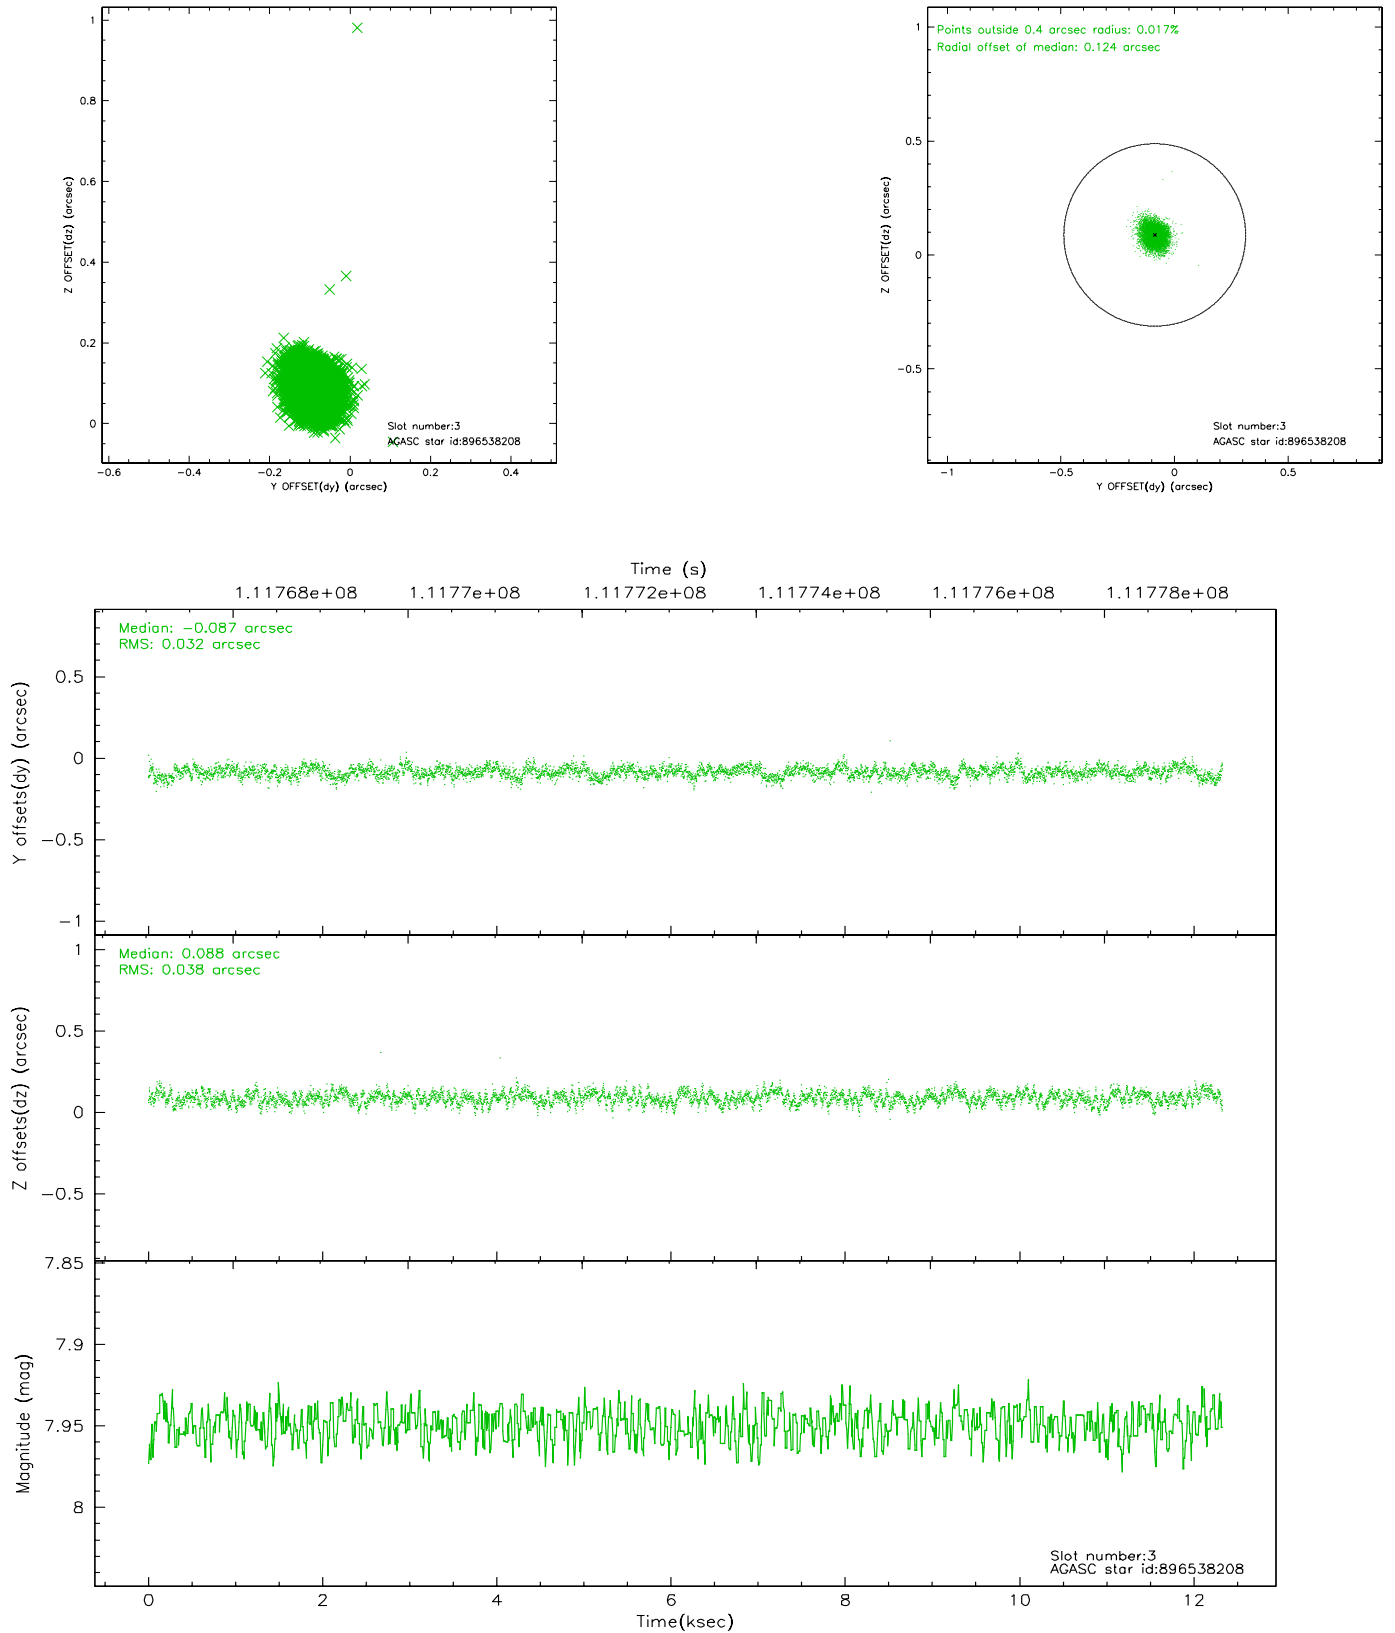 1
0.8
0.6
0.4
0.2
0
Z OFFSET(dz) (arcsec)
Slot number:3
AGASC star id:896538208
−0.6 −0.4 −0.2 0 0.2 0.4
Y OFFSET(dy) (arcsec)
Points outside 0.4 arcsec radius: 0.017%
Radial offset of median: 0.124 arcsec
1
0.5
0
−0.5
Z OFFSET(dz) (arcsec)
Slot number:3
AGASC star id:896538208
−1 −0.5 0 0.5
Y OFFSET(dy) (arcsec)
Time (s)
1.11768e+08 1.1177e+08 1.11772e+08 1.11774e+08 1.11776e+08 1.11778e+08
Median: −0.087 arcsec
RMS: 0.032 arcsec
0.5
0
−0.5
−1
Y offsets(dy) (arcsec)
Median: 0.088 arcsec
RMS: 0.038 arcsec
1
0.5
0
−0.5
Z offsets(dz) (arcsec)
7.85
7.9
7.95
8
Magnitude (mag)
Slot number:3
AGASC star id:896538208
0 2 4 6 8 10 12
Time(ksec)